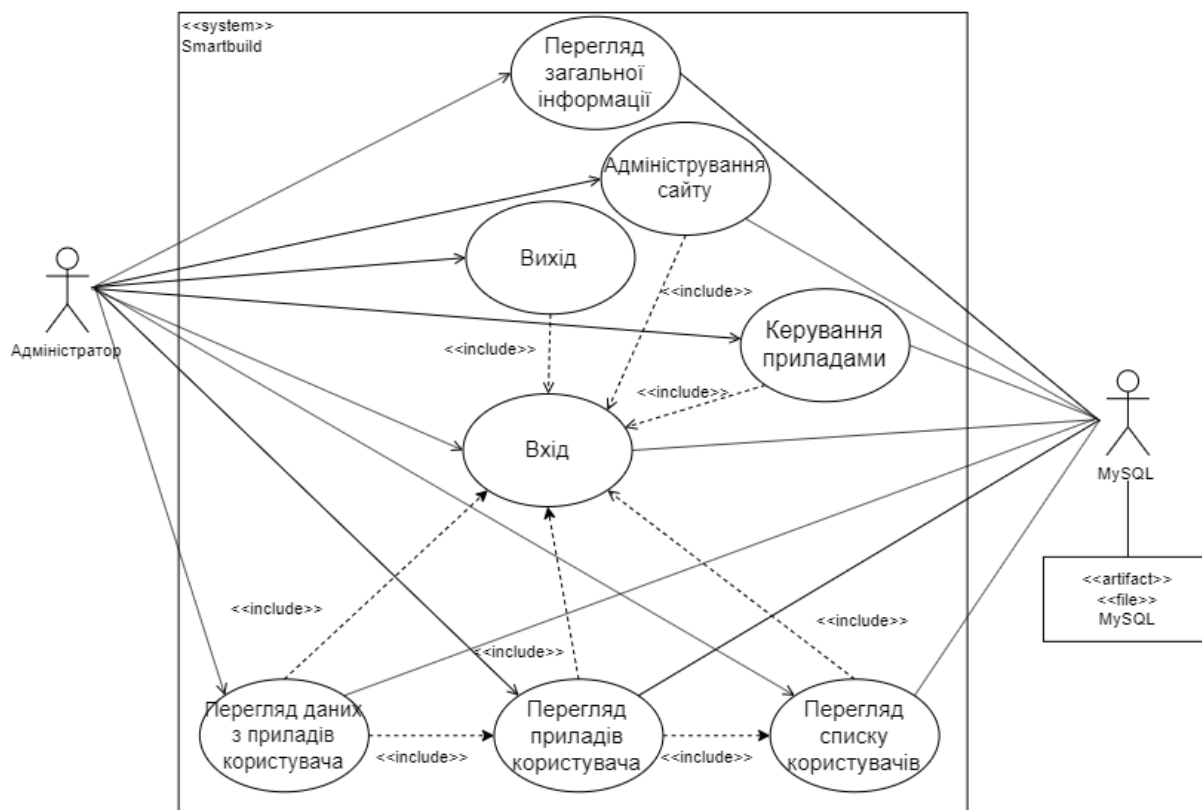 <<system>>
Smartbuild
Перегляд
загальної
інформації
Адміністрування
сайту
Вихід
<<include>>
Керування
приладами
<<include>>
<<include>>
Адміністратор
Вхід
MySQL
<<artifact>>
<<file>>
MySQL
<<include>>
<<include>>
<<include>>
Перегляд даних
з приладів
користувача
<<include>>
Перегляд
приладів
користувача
<<include>>
Перегляд
списку
користувачів